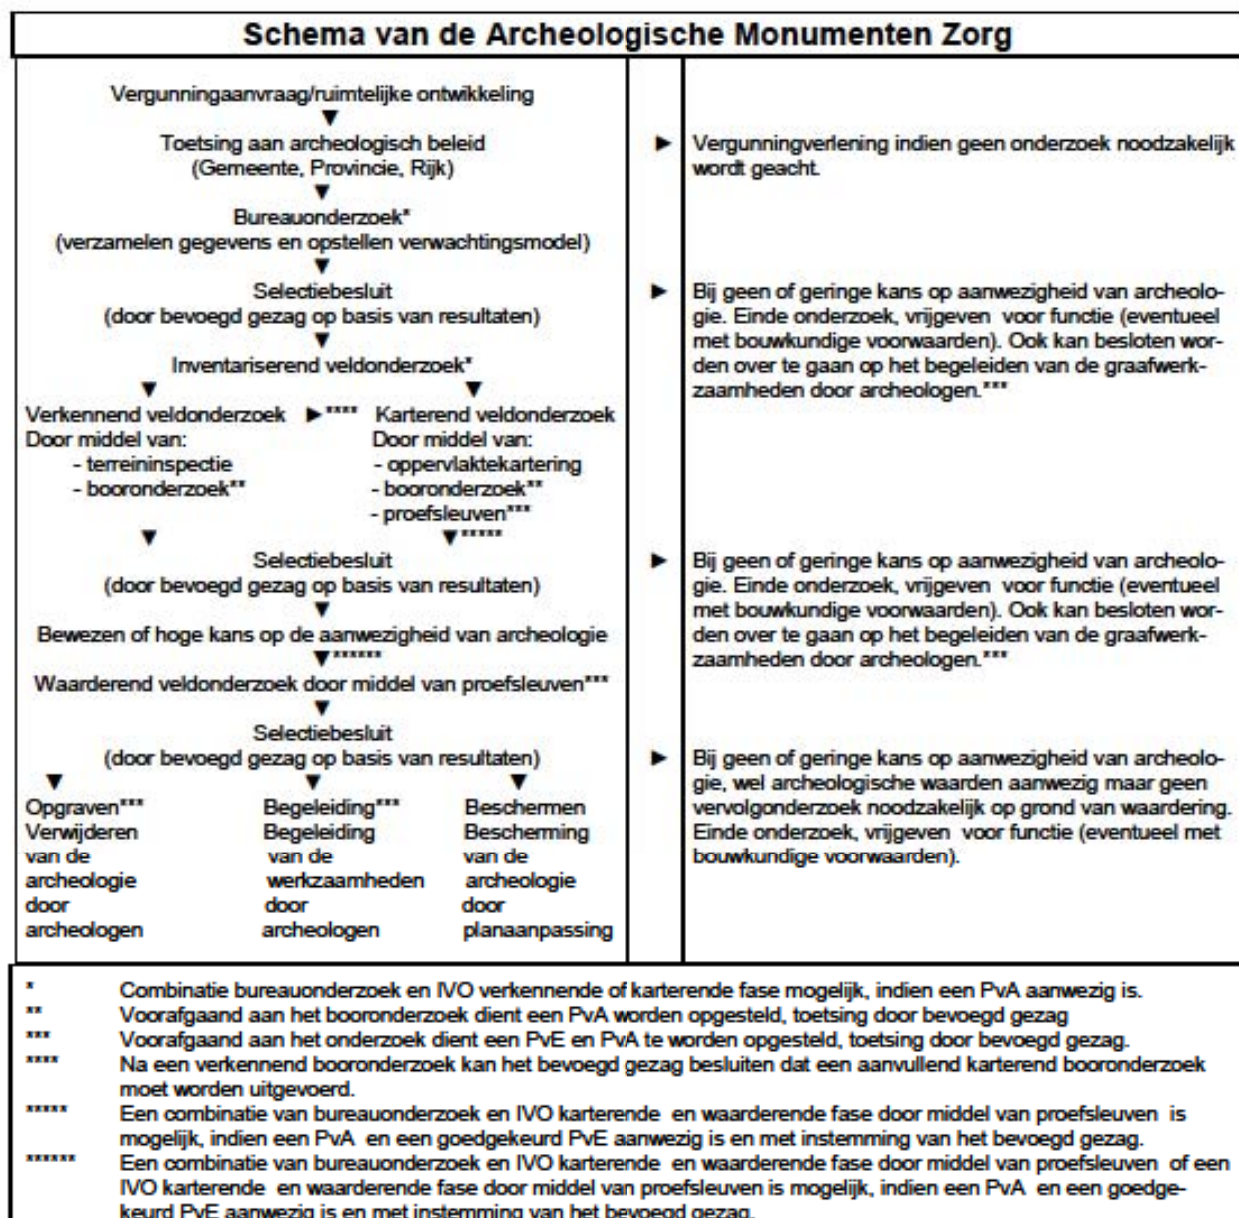 Schema van de Archeologische Monumenten Zorg
Vergunningaanvraag/ruimtelijke ontwikkeling
▼
Toetsing aan archeologisch beleid
(Gemeente, Provincie, Rijk)
► Vergunningverlening indien geen onderzoek noodzakelijk
wordt geacht.
▼
Bureauonderzoek*
(verzamelen gegevens en opstellen verwachtingsmodel)
▼
Selectiebesluit
(door bevoegd gezag op basis van resultaten)
► Bij geen of geringe kans op aanwezigheid van archeolo-
gie. Einde onderzoek, vrijgeven voor functie (eventueel
met bouwkundige voorwaarden). Ook kan besloten wor-
den over te gaan op het begeleiden van de graafwerk-
zaamheden door archeologen.***
▼
Inventariserend veldonderzoek*
▼ ▼
Verkennend veldonderzoek ►**** Karterend veldonderzoek
Door middel van: Door middel van:
- terreininspectie - oppervlaktekartering
- booronderzoek** - booronderzoek**
- proefsleuven***
▼ ▼*****
Selectiebesluit
(door bevoegd gezag op basis van resultaten)
► Bij geen of geringe kans op aanwezigheid van archeolo-
gie. Einde onderzoek, vrijgeven voor functie (eventueel
met bouwkundige voorwaarden). Ook kan besloten wor-
den over te gaan op het begeleiden van de graafwerk-
zaamheden door archeologen.***
▼
Bewezen of hoge kans op de aanwezigheid van archeologie
▼******
Waarderend veldonderzoek door middel van proefsleuven***
▼
Selectiebesluit
(door bevoegd gezag op basis van resultaten)
► Bij geen of geringe kans op aanwezigheid van archeolo-
gie, wel archeologische waarden aanwezig maar geen
vervolgonderzoek noodzakelijk op grond van waardering.
Einde onderzoek, vrijgeven voor functie (eventueel met
bouwkundige voorwaarden).
▼ ▼ ▼
Opgraven*** Begeleiding*** Beschermen
Verwijderen Begeleiding Bescherming
van de van de van de
archeologie werkzaamheden archeologie
door door door
archeologen archeologen planaanpassing
* Combinatie bureauonderzoek en IVO verkennende of karterende fase mogelijk, indien een PvA aanwezig is.
** Voorafgaand aan het booronderzoek dient een PvA worden opgesteld, toetsing door bevoegd gezag
*** Voorafgaand aan het onderzoek dient een PvE en PvA te worden opgesteld, toetsing door bevoegd gezag.
**** Na een verkennend booronderzoek kan het bevoegd gezag besluiten dat een aanvullend karterend booronderzoek
moet worden uitgevoerd.
***** Een combinatie van bureauonderzoek en IVO karterende en waarderende fase door middel van proefsleuven is
mogelijk, indien een PvA en een goedgekeurd PvE aanwezig is en met instemming van het bevoegd gezag.
****** Een combinatie van bureauonderzoek en IVO karterende en waarderende fase door middel van proefsleuven of een
IVO karterende en waarderende fase door middel van proefsleuven is mogelijk, indien een PvA en een goedge-
keurd PvE aanwezig is en met instemming van het bevoegd gezag.